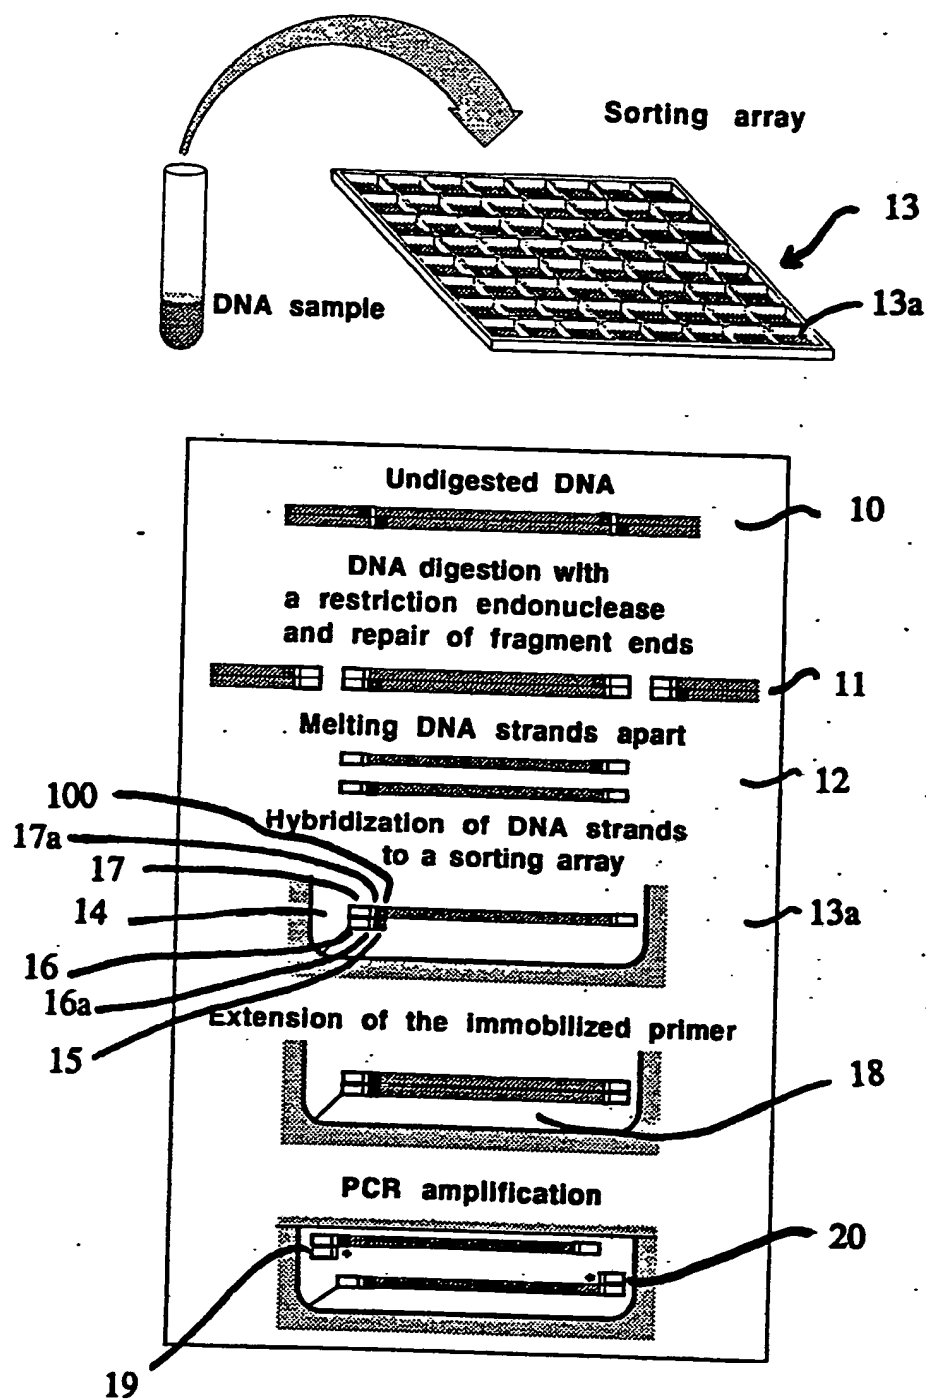 Sorting array
13
DNA sample
13a
Undigested DNA
10
DNA digestion with
a restriction endonuclease
and repair of fragment ends
11
Melting DNA strands apart
12
100
Hybridization of DNA strands
17a
to a sorting array
17
14
13a
16
16a
Extension of the immobilized primer
15
18
PCR amplification
20
19